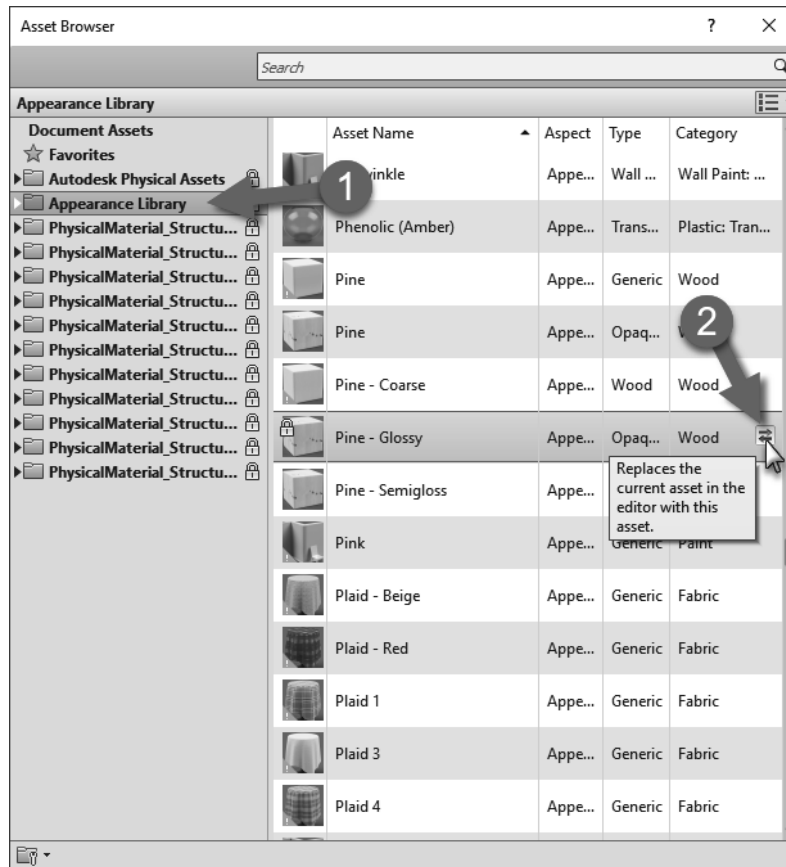 Asset Browser ? ×
Search
Appearance Library
Document Assets
Favorites
Autodesk Physical Assets
Appearance Library
PhysicalMaterial_Structu...
PhysicalMaterial_Structu...
PhysicalMaterial_Structu...
PhysicalMaterial_Structu...
PhysicalMaterial_Structu...
PhysicalMaterial_Structu...
PhysicalMaterial_Structu...
PhysicalMaterial_Structu...
PhysicalMaterial_Structu...
PhysicalMaterial_Structu...
PhysicalMaterial_Structu...
1
Asset Name Aspect Type Category
Appe... Wall ... Wall Paint: ...
Phenolic (Amber) Appe... Trans... Plastic: Tran...
Pine Appe... Generic Wood
Pine Appe... Opaq...
2
Pine - Coarse Appe... Wood Wood
Pine - Glossy Appe... Opaq... Wood
Replaces the
current asset in the
editor with this
asset.
Pine - Semigloss Appe...
Pink Appe... Generic Paint
Plaid - Beige Appe... Generic Fabric
Plaid - Red Appe... Generic Fabric
Plaid 1 Appe... Generic Fabric
Plaid 3 Appe... Generic Fabric
Plaid 4 Appe... Generic Fabric